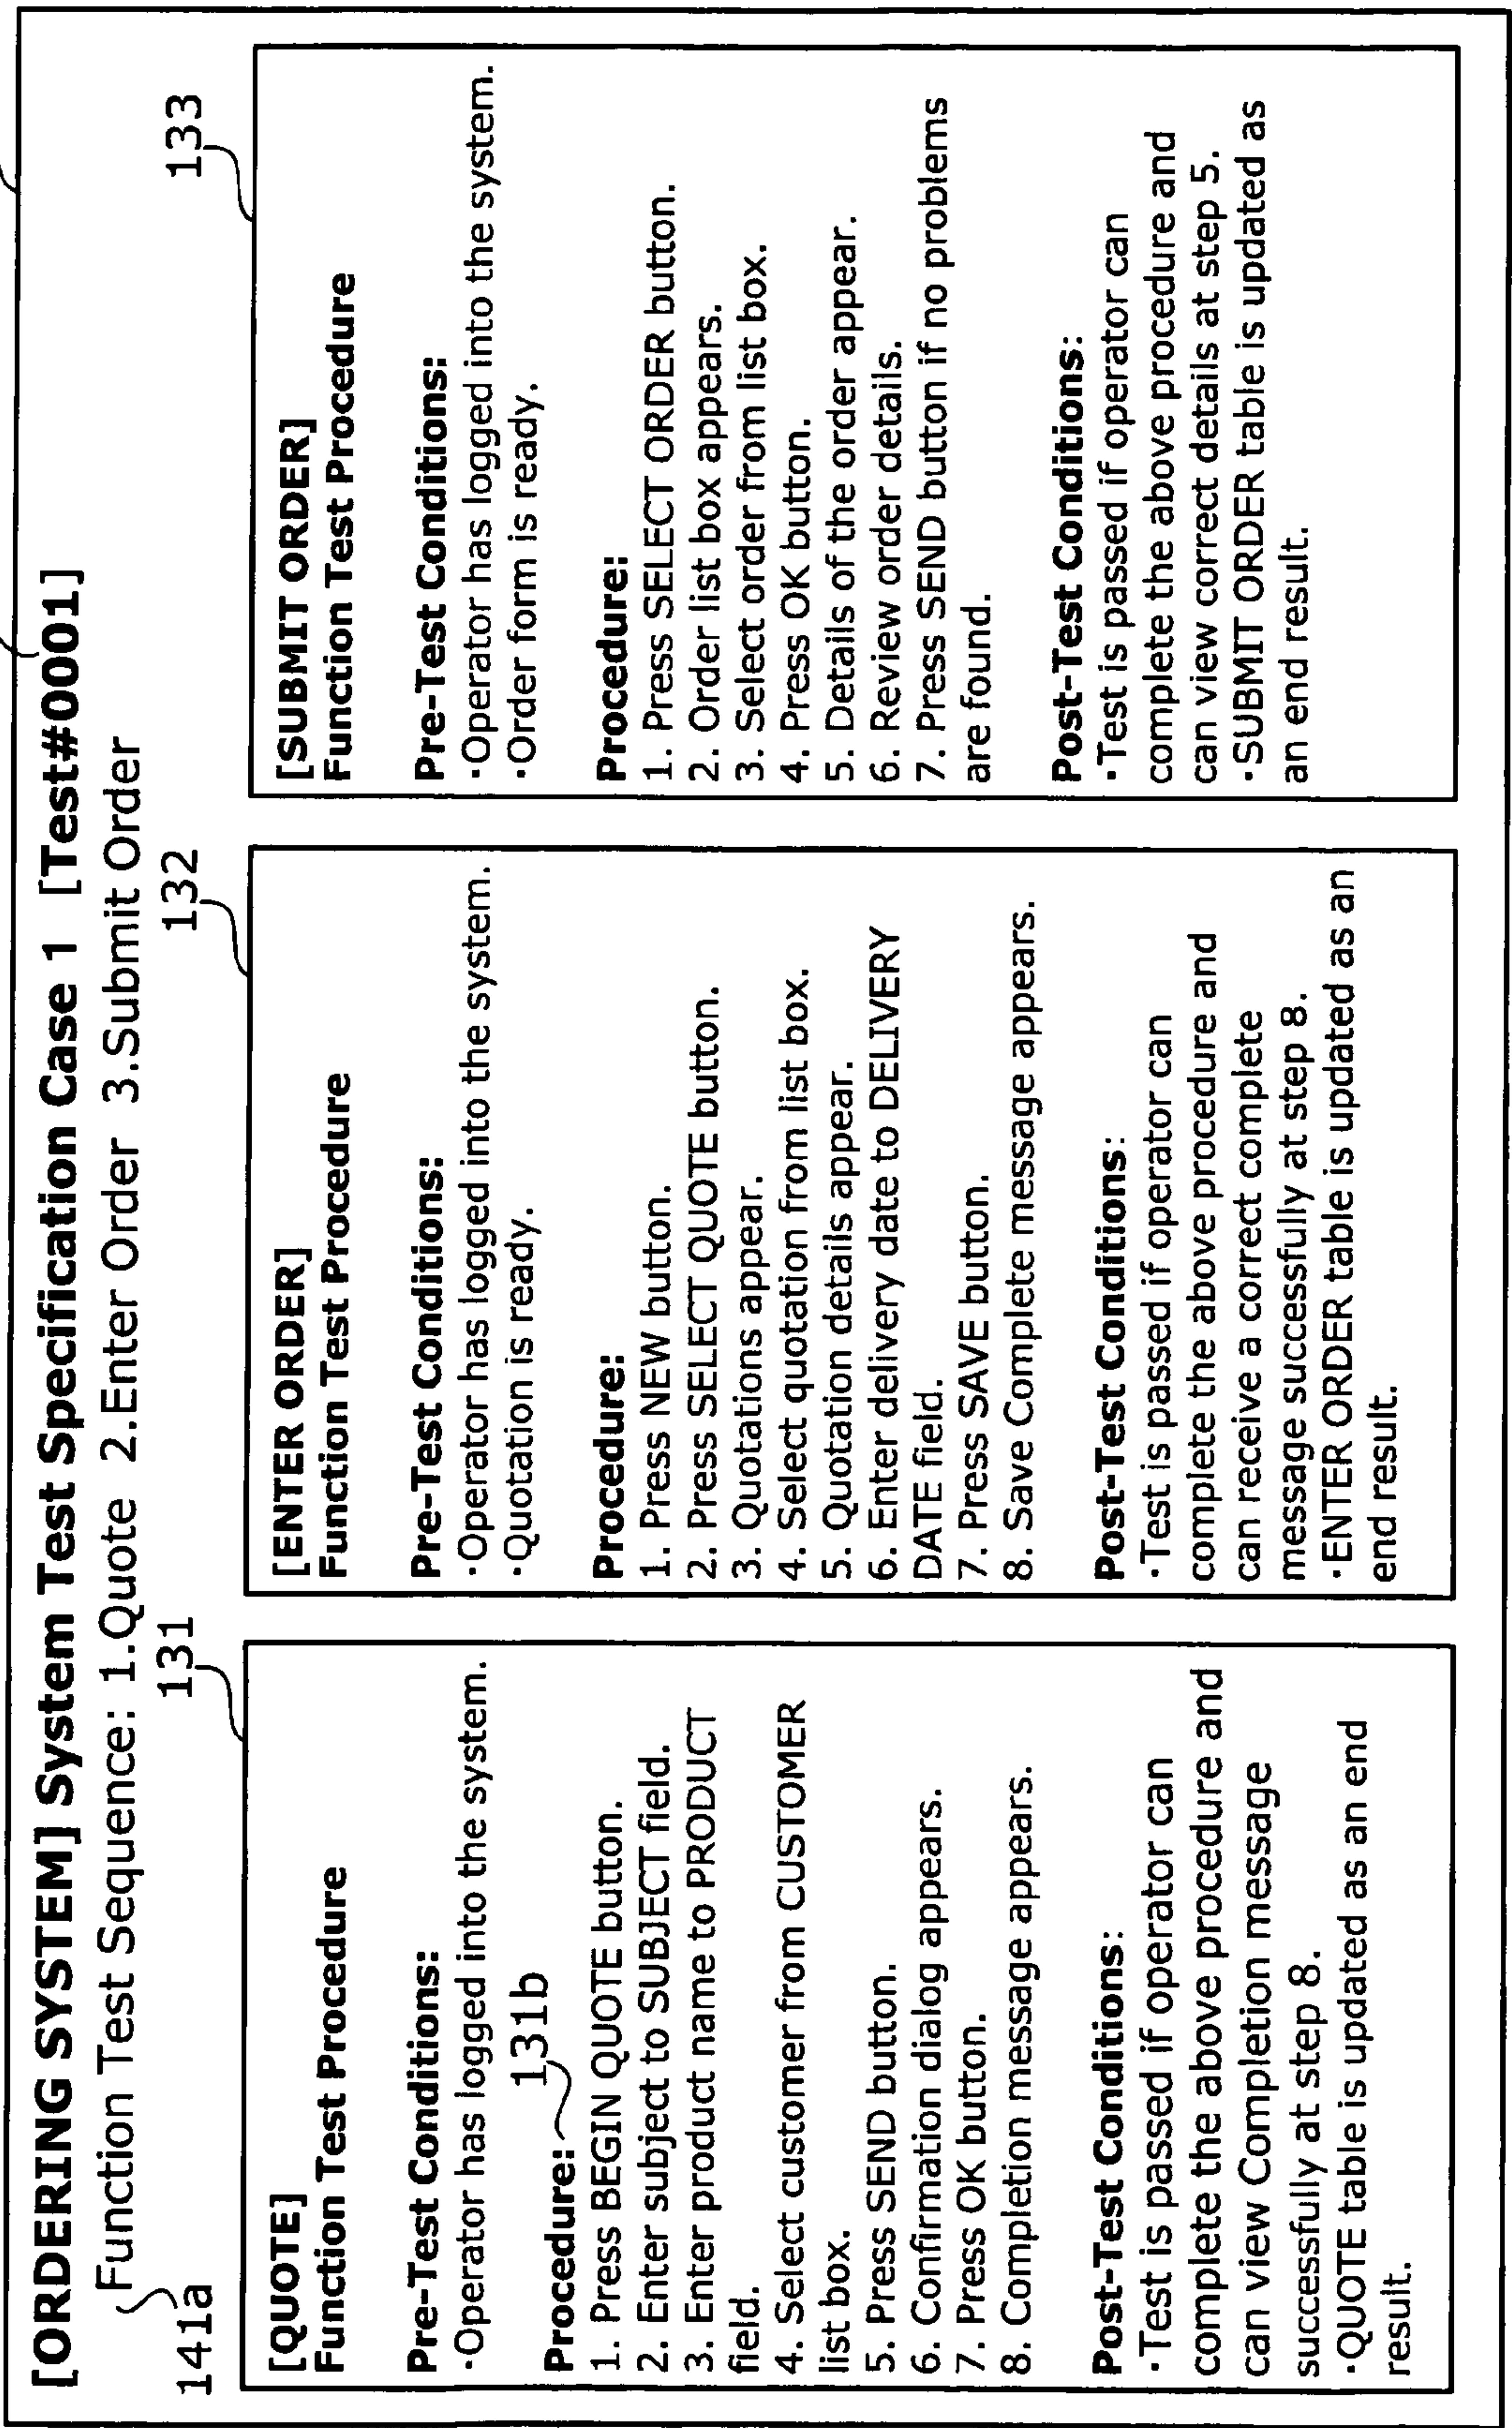 [ORDERING SYSTEM] System Test Specification Case 1 [Test#0001]
Function Test Sequence: 1.Quote 2.Enter Order 3.Submit Order
141a
131
[QUOTE]
Function Test Procedure
Pre-Test Conditions:
·Operator has logged into the system.
131b
Procedure:
1. Press BEGIN QUOTE button.
2. Enter subject to SUBJECT field.
3. Enter product name to PRODUCT
field.
4. Select customer from CUSTOMER
list box.
5. Press SEND button.
6. Confirmation dialog appears.
7. Press OK button.
8. Completion message appears.
Post-Test Conditions:
·Test is passed if operator can
complete the above procedure and
can view Completion message
successfully at step 8.
·QUOTE table is updated as an end
result.
132
[ENTER ORDER]
Function Test Procedure
Pre-Test Conditions:
·Operator has logged into the system.
·Quotation is ready.
Procedure:
1. Press NEW button.
2. Press SELECT QUOTE button.
3. Quotations appear.
4. Select quotation from list box.
5. Quotation details appear.
6. Enter delivery date to DELIVERY
DATE field.
7. Press SAVE button.
8. Save Complete message appears.
Post-Test Conditions:
·Test is passed if operator can
complete the above procedure and
can receive a correct complete
message successfully at step 8.
·ENTER ORDER table is updated as an
end result.
133
[SUBMIT ORDER]
Function Test Procedure
Pre-Test Conditions:
·Operator has logged into the system.
·Order form is ready.
Procedure:
1. Press SELECT ORDER button.
2. Order list box appears.
3. Select order from list box.
4. Press OK button.
5. Details of the order appear.
6. Review order details.
7. Press SEND button if no problems
are found.
Post-Test Conditions:
·Test is passed if operator can
complete the above procedure and
can view correct details at step 5.
·SUBMIT ORDER table is updated as
an end result.